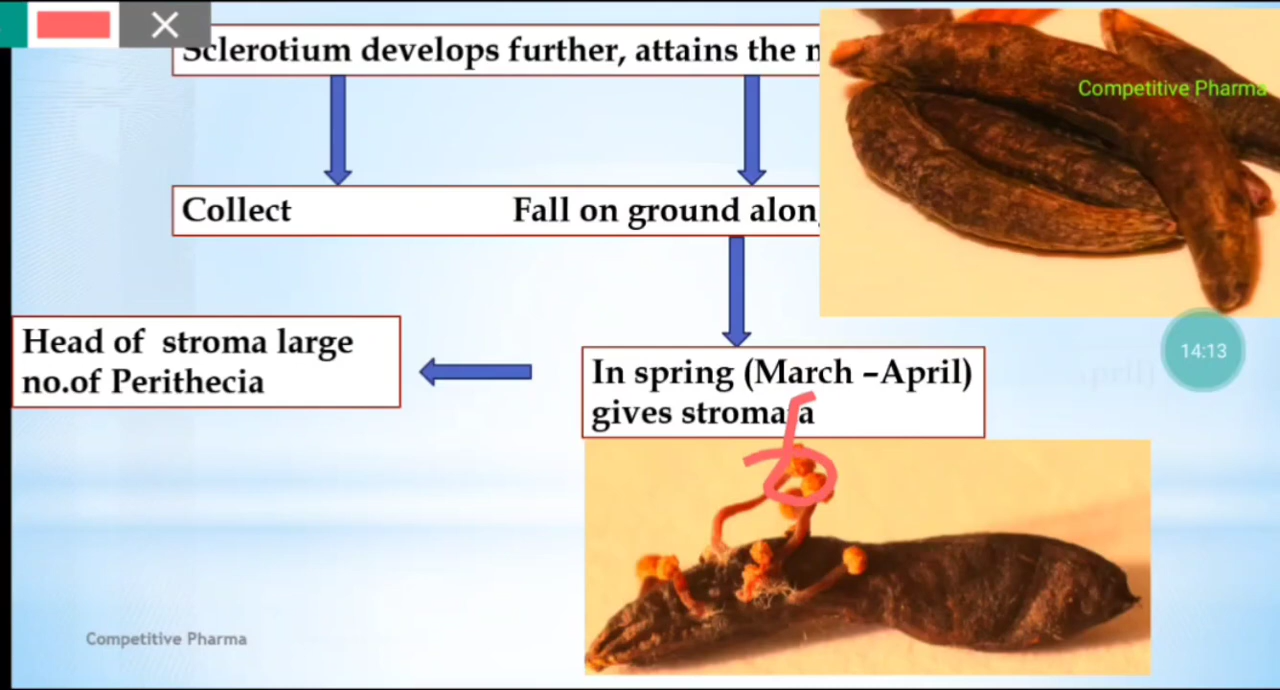 Sclerotium develops further, attains the
Competitive Pharma
Collect Fall on ground
14:13
Head of stroma large
no.of Perithecia
In spring (March –April)
gives stromata
Competitive Pharma